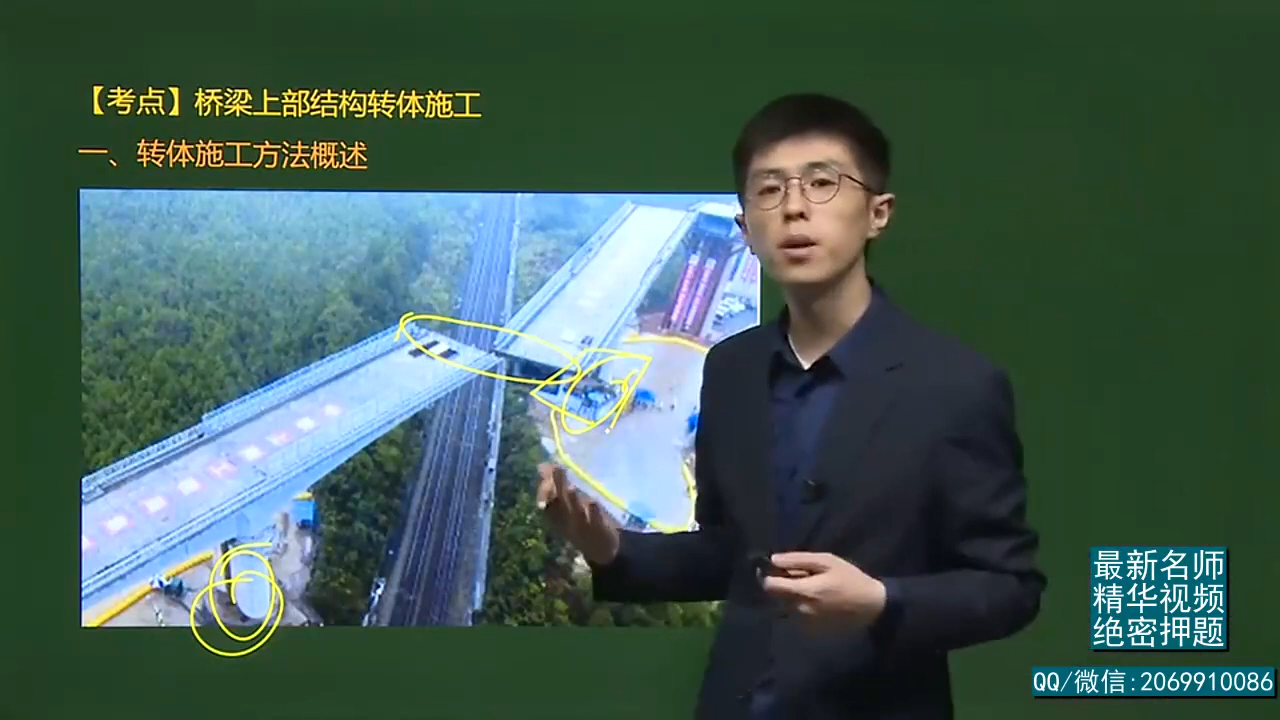 【考点】桥梁上部结构转体施工
一、转体施工方法概述
最新名师
精华视频
绝密押题
QQ/微信:2069910086